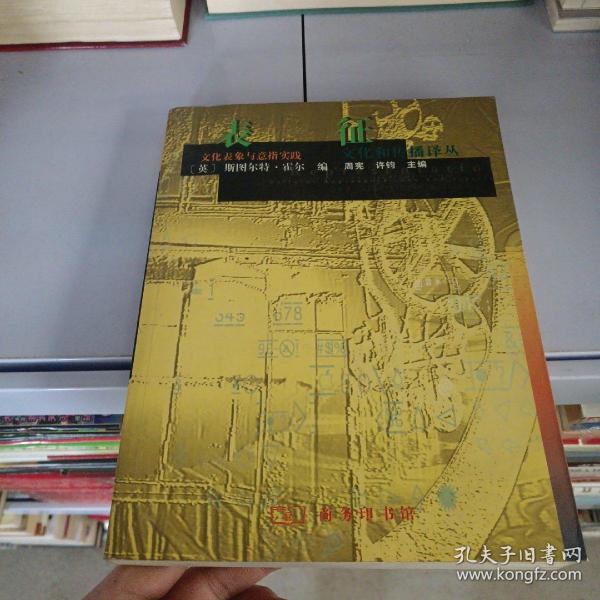 表 征
文化表象与意指实践 文化和传播译丛
〔英〕斯图尔特·霍尔 编 周宪 许钧 主编
543 678
#$%
商务印书馆
孔夫子旧书网
www.kongfz.com